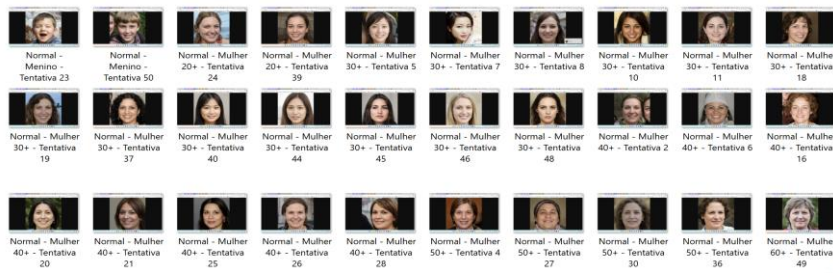 Normal - Menino - Tentativa 23
Normal - Menino - Tentativa 50
Normal - Mulher 20+ - Tentativa 24
Normal - Mulher 20+ - Tentativa 39
Normal - Mulher 30+ - Tentativa 5
Normal - Mulher 30+ - Tentativa 7
Normal - Mulher 30+ - Tentativa 8
Normal - Mulher 30+ - Tentativa 10
Normal - Mulher 30+ - Tentativa 11
Normal - Mulher 30+ - Tentativa 18
Normal - Mulher 30+ - Tentativa 19
Normal - Mulher 30+ - Tentativa 37
Normal - Mulher 30+ - Tentativa 40
Normal - Mulher 30+ - Tentativa 44
Normal - Mulher 30+ - Tentativa 45
Normal - Mulher 30+ - Tentativa 46
Normal - Mulher 30+ - Tentativa 48
Normal - Mulher 40+ - Tentativa 2
Normal - Mulher 40+ - Tentativa 6
Normal - Mulher 40+ - Tentativa 16
Normal - Mulher 40+ - Tentativa 20
Normal - Mulher 40+ - Tentativa 21
Normal - Mulher 40+ - Tentativa 25
Normal - Mulher 40+ - Tentativa 26
Normal - Mulher 40+ - Tentativa 28
Normal - Mulher 50+ - Tentativa 4
Normal - Mulher 50+ - Tentativa 27
Normal - Mulher 50+ - Tentativa 30
Normal - Mulher 50+ - Tentativa 36
Normal - Mulher 60+ - Tentativa 49